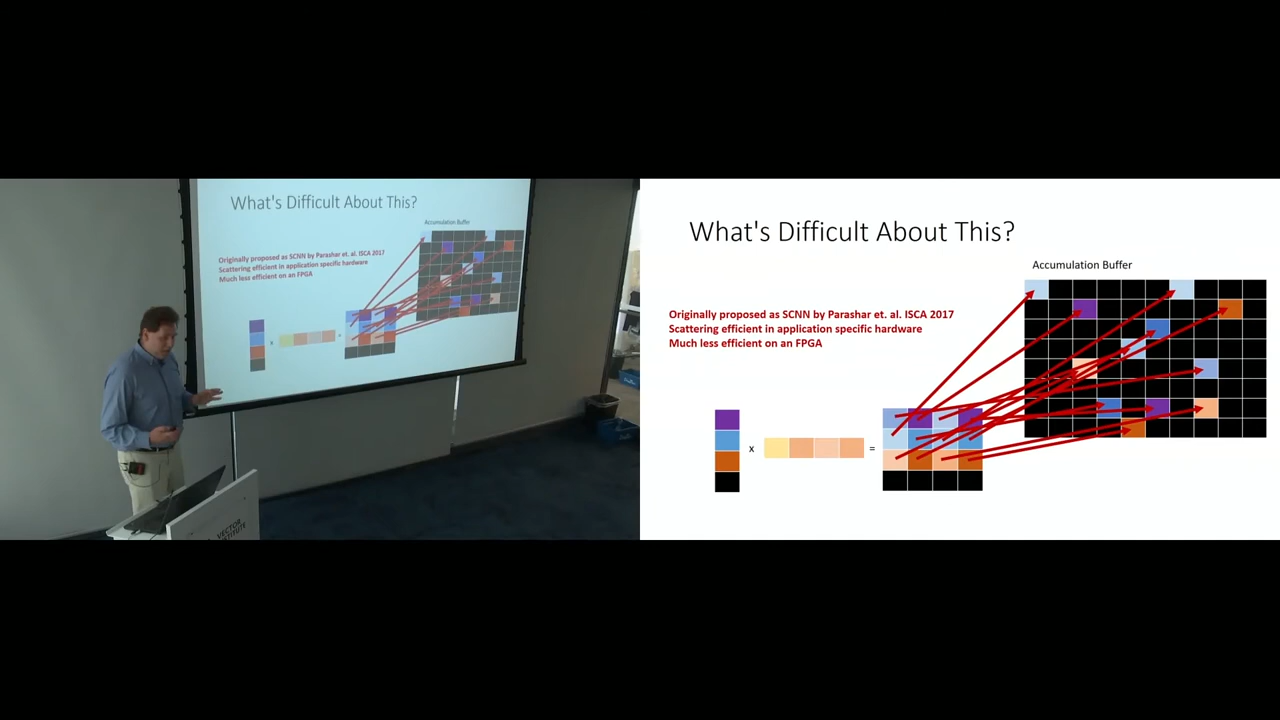 What's Difficult About This?
Accumulation Buffer
Originally proposed as SCNN by Parashar et. al. ISCA 2017
Scattering efficient in application specific hardware
Much less efficient on an FPGA
x
=
VECTOR
INSTITUTE
What's Difficult About This?
Accumulation Buffer
Originally proposed as SCNN by Parashar et. al. ISCA 2017
Scattering efficient in application specific hardware
Much less efficient on an FPGA
x
=